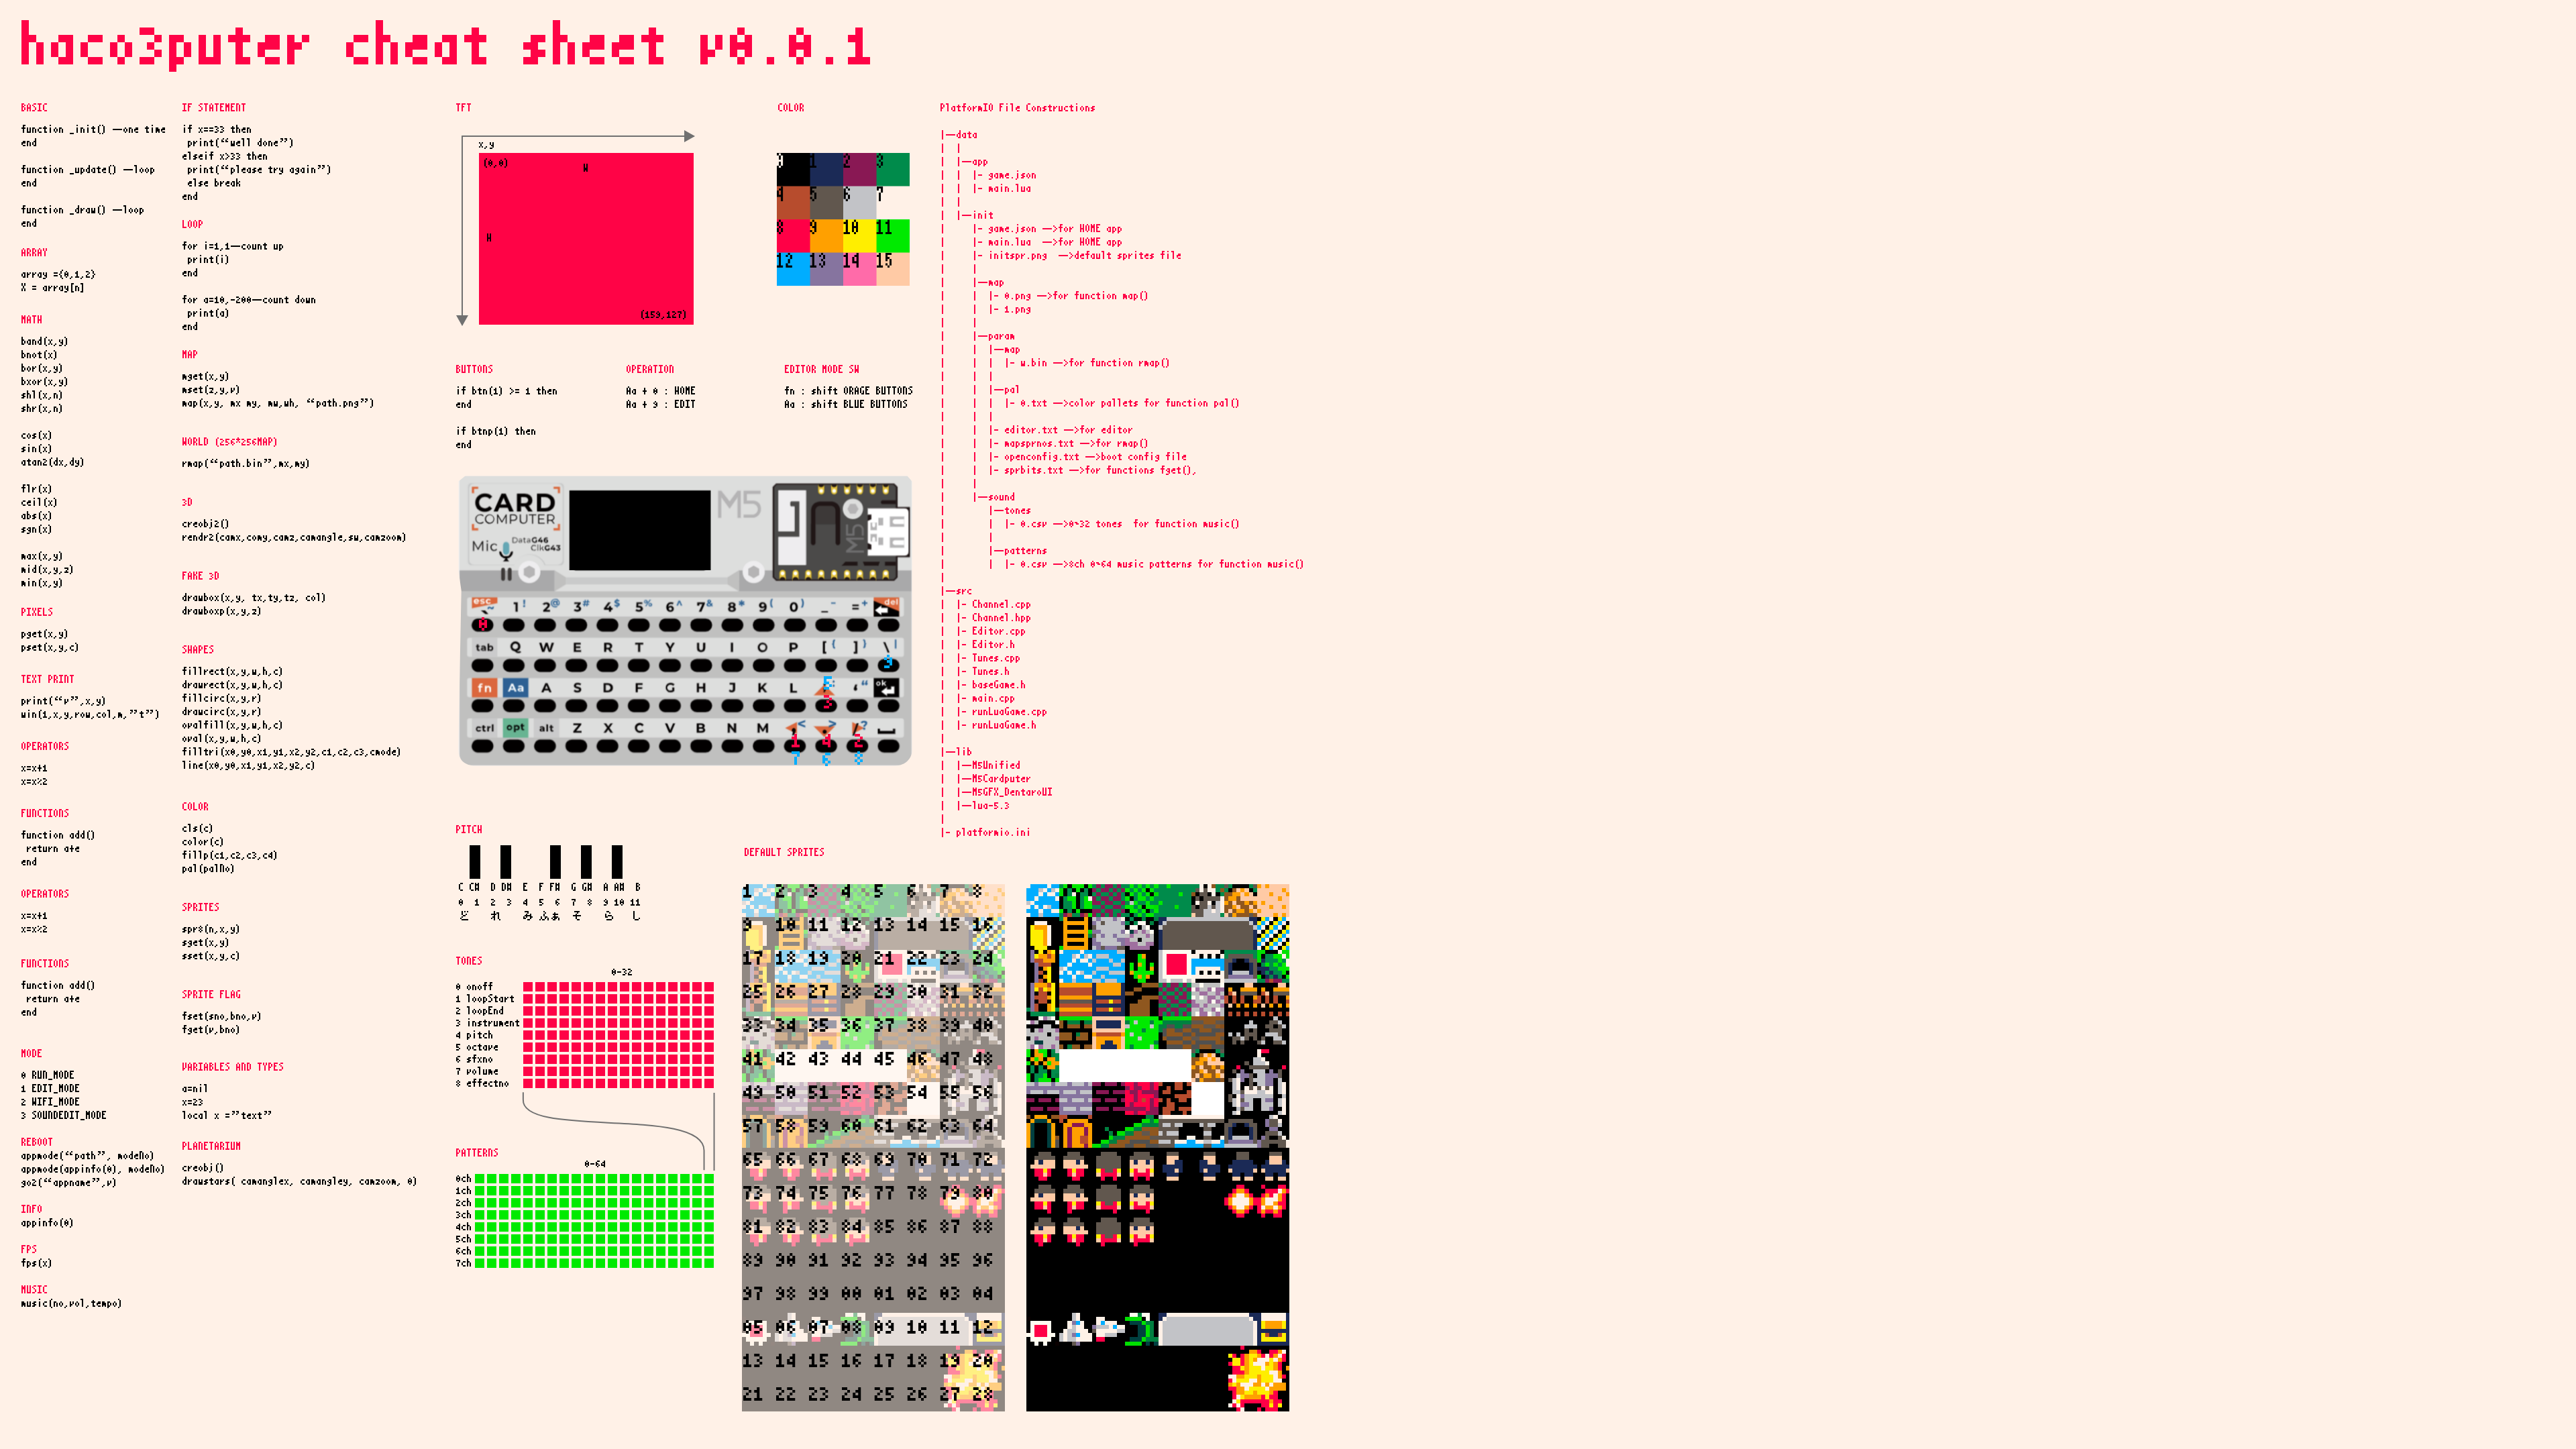 haco3puter cheat sheet v0.0.1
BASIC
function _init() --one time
end
function _update() --loop
end
function _draw() --loop
end
ARRAY
array ={0,1,2}
X = array[n]
MATH
band(x,y)
bnot(x)
bor(x,y)
bxor(x,y)
shl(x,n)
shr(x,n)
cos(x)
sin(x)
atan2(dx,dy)
flr(x)
ceil(x)
abs(x)
sgn(x)
max(x,y)
mid(x,y,z)
min(x,y)
PIXELS
pget(x,y)
pset(x,y,c)
TEXT PRINT
print(“v”,x,y)
win(1,x,y,row,col,m,”t”)
OPERATORS
x=x+1
x=x%2
FUNCTIONS
function add()
return a+e
end
OPERATORS
x=x+1
x=x%2
FUNCTIONS
function add()
return a+e
end
MODE
0 RUN_MODE
1 EDIT_MODE
2 WIFI_MODE
3 SOUNDEDIT_MODE
REBOOT
appmode(“path”, modeNo)
appmode(appinfo(0), modeNo)
go2(“appname”,v)
INFO
appinfo(0)
FPS
fps(x)
MUSIC
music(no,vol,tempo)
IF STATEMENT
if x==33 then
print(“well done”)
elseif x>33 then
print(“please try again”)
else break
end
LOOP
for i=1,1--count up
print(i)
end
for a=10,-200--count down
print(a)
end
MAP
mget(x,y)
mset(z,y,v)
map(x,y, mx my, mw,wh, “path.png”)
WORLD (256*256MAP)
rmap(“path.bin”,mx,my)
3D
creobj2()
rendr2(camx,comy,camz,camangle,sw,camzoom)
FAKE 3D
drawbox(x,y, tx,ty,tz, col)
drawboxp(x,y,z)
SHAPES
fillrect(x,y,w,h,c)
drawrect(x,y,w,h,c)
fillcirc(x,y,r)
drawcirc(x,y,r)
ovalfill(x,y,w,h,c)
oval(x,y,w,h,c)
filltri(x0,y0,x1,y1,x2,y2,c1,c2,c3,cmode)
line(x0,y0,x1,y1,x2,y2,c)
COLOR
cls(c)
color(c)
fillp(c1,c2,c3,c4)
pal(palNo)
SPRITES
spr8(n,x,y)
sget(x,y)
sset(x,y,c)
SPRITE FLAG
fset(sno,bno,v)
fget(v,bno)
VARIABLES AND TYPES
a=nil
x=23
local x =”text”
PLANETARIUM
creobj()
drawstars( camanglex, camangley, camzoom, 0)
TFT
x,y
(0,0)
W
H
(159,127)
COLOR
0 1 2 3
4 5 6 7
8 9 10 11
12 13 14 15
BUTTONS
if btn(1) >= 1 then
end
if btnp(1) then
end
OPERATION
Aa + 0 : HOME
Aa + 9 : EDIT
EDITOR MODE SW
fn : shift ORAGE BUTTONS
Aa : shift BLUE BUTTONS
CARD
COMPUTER
Mic
DataG46
ClkG43
M5
M5
esc ` ~ 1 ! 2 @ 3 # 4 $ 5 % 6 ^ 7 & 8 * 9 ( 0 ) _ - = + del
0
tab Q W E R T Y U I O P [ { ] } \ |
9
fn Aa A S D F G H J K L ' " ok
5
3
ctrl opt alt Z X C V B N M , < . > / ?
1 4 2
7 6 8
PITCH
C C# D D# E F F# G G# A A# B
0 1 2 3 4 5 6 7 8 9 10 11
ど れ み ふぁ そ ら し
TONES
0-32
0 onoff
1 loopStart
2 loopEnd
3 instrument
4 pitch
5 octave
6 sfxno
7 volume
8 effectno
PATTERNS
0-64
0ch
1ch
2ch
3ch
4ch
5ch
6ch
7ch
PlatformIO File Constructions
|--data
| |
| |--app
| | |- game.json
| | |- main.lua
| |
| |--init
| |- game.json -->for HOME app
| |- main.lua -->for HOME app
| |- initspr.png -->default sprites file
| |
| |--map
| | |- 0.png -->for function map()
| | |- 1.png
| |
| |--param
| | |--map
| | | |- w.bin -->for function rmap()
| | |
| | |--pal
| | | |- 0.txt -->color pallets for function pal()
| | |
| | |- editor.txt -->for editor
| | |- mapsprnos.txt -->for rmap()
| | |- openconfig.txt -->boot config file
| | |- sprbits.txt -->for functions fget(),
| |
| |--sound
| |--tones
| | |- 0.csv -->0~32 tones for function music()
| |
| |--patterns
| |- 0.csv -->8ch 0~64 music patterns for function music()
|
|--src
| |- Channel.cpp
| |- Channel.hpp
| |- Editor.cpp
| |- Editor.h
| |- Tunes.cpp
| |- Tunes.h
| |- baseGame.h
| |- main.cpp
| |- runLuaGame.cpp
| |- runLuaGame.h
|
|--lib
| |--M5Unified
| |--M5Cardputer
| |--M5GFX_DentaroUI
| |--lua-5.3
|
|- platformio.ini
DEFAULT SPRITES
1 2 3 4 5 6 7 8
9 10 11 12 13 14 15 16
17 18 19 20 21 22 23 24
25 26 27 28 29 30 31 32
33 34 35 36 37 38 39 40
41 42 43 44 45 46 47 48
49 50 51 52 53 54 55 56
57 58 59 60 61 62 63 64
65 66 67 68 69 70 71 72
73 74 75 76 77 78 79 80
81 82 83 84 85 86 87 88
89 90 91 92 93 94 95 96
97 98 99 00 01 02 03 04
05 06 07 08 09 10 11 12
13 14 15 16 17 18 19 20
21 22 23 24 25 26 27 28